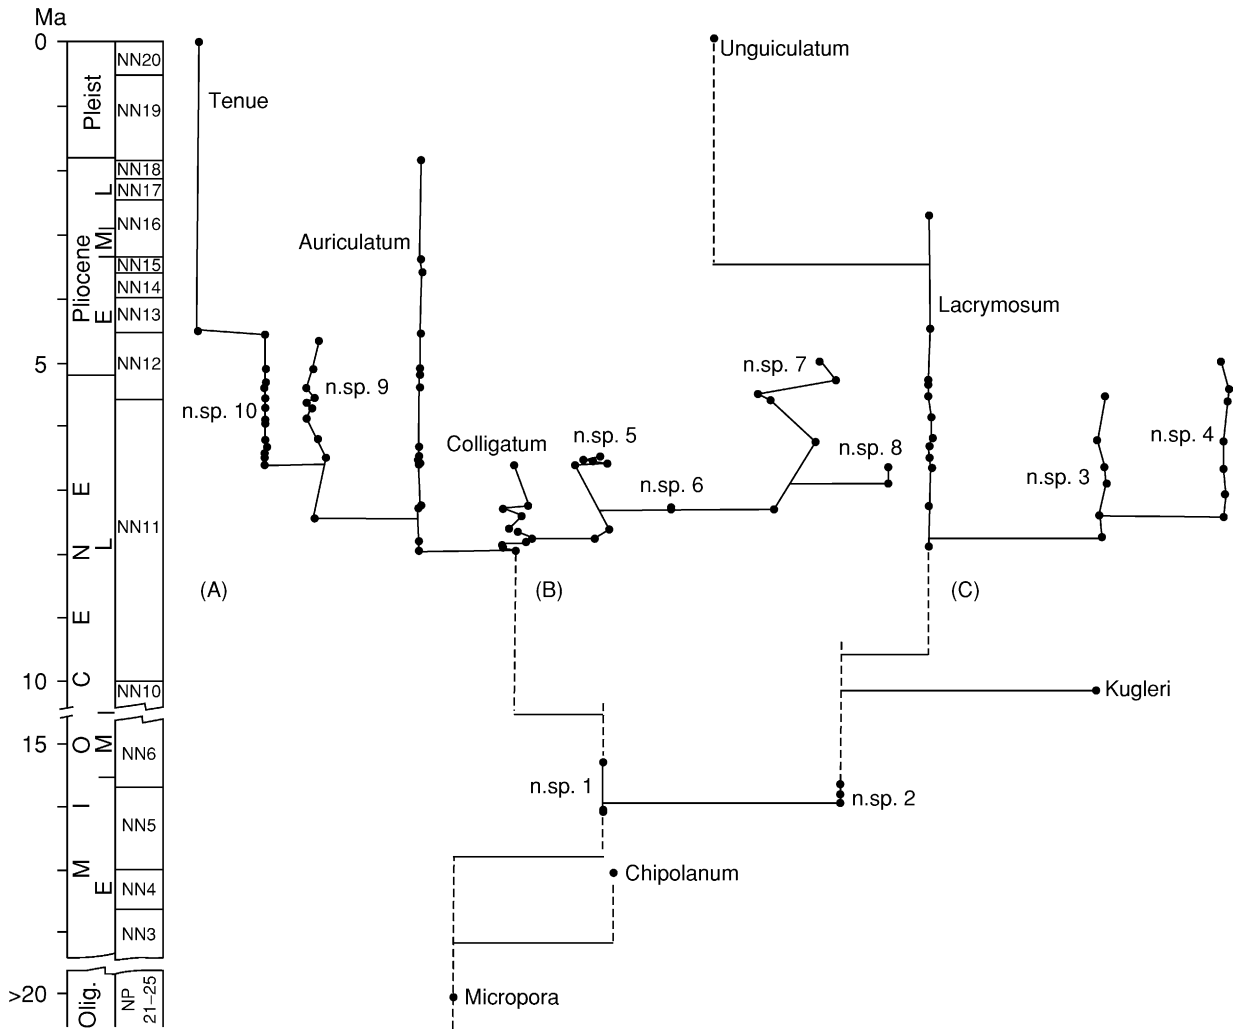 Ma
0
Unguiculatum
NN20
Pleist
Tenue
NN19
NN18
L
NN17
NN16
Pliocene
M
Auriculatum
NN15
NN14
Lacrymosum
E
NN13
5
NN12
n.sp. 7
n.sp. 9
n.sp. 10
Colligatum
n.sp. 5
n.sp. 8
n.sp. 4
n.sp. 3
n.sp. 6
NN11
L
(A)
(B)
(C)
10
NN10
Kugleri
15
M
NN6
n.sp. 1
n.sp. 2
NN5
Chipolanum
E
NN4
NN3
MIOCENE
>20
Olig.
NP
21–25
Micropora